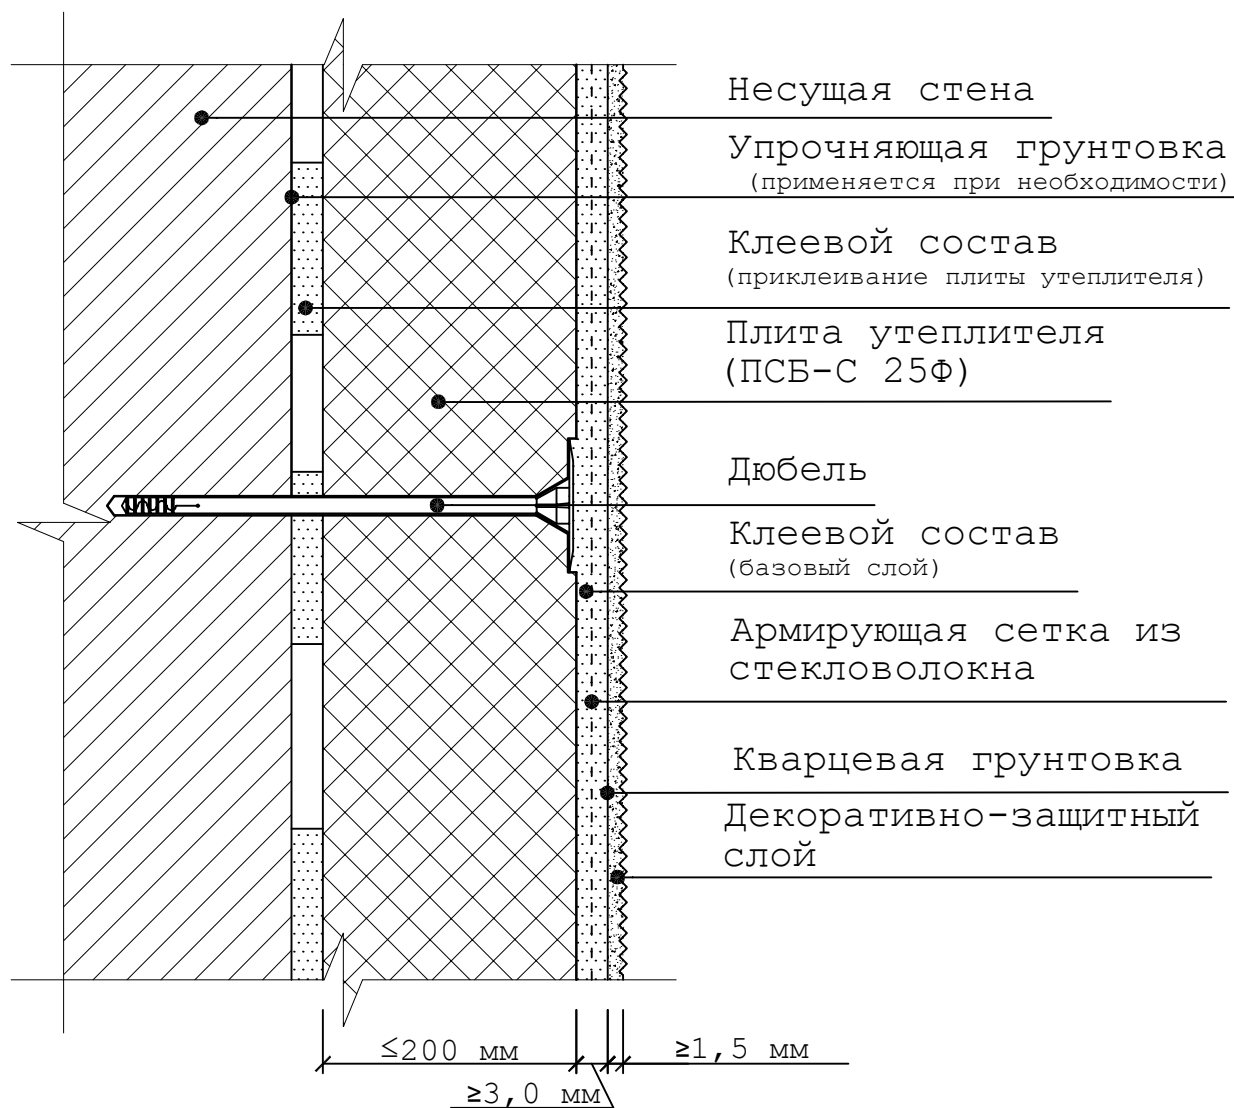 Несущая стена
Упрочняющая грунтовка
(применяется при необходимости)
Клеевой состав
(приклеивание плиты утеплителя)
Плита утеплителя
(ПСБ-С 25Ф)
Дюбель
Клеевой состав
(базовый слой)
Армирующая сетка из
стекловолокна
Кварцевая грунтовка
Декоративно-защитный
слой
≤200 мм
≥1,5 мм
≥3,0 мм